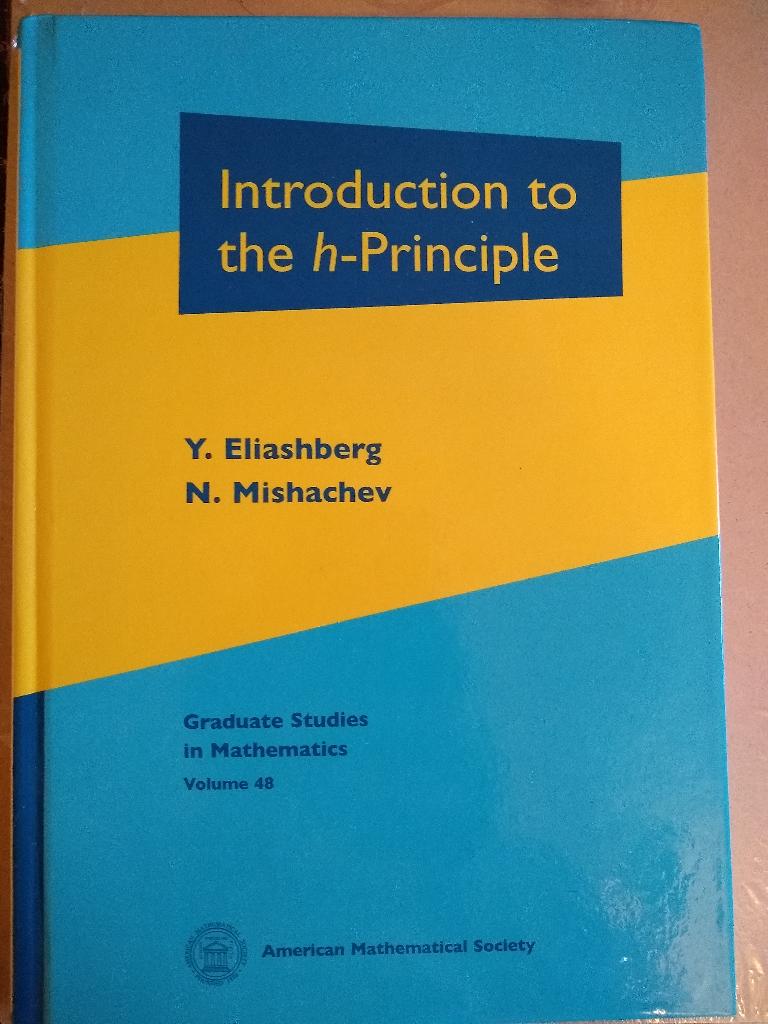 Introduction to
the h-Principle
Y. Eliashberg
N. Mishachev
Graduate Studies
in Mathematics
Volume 48
American Mathematical Society